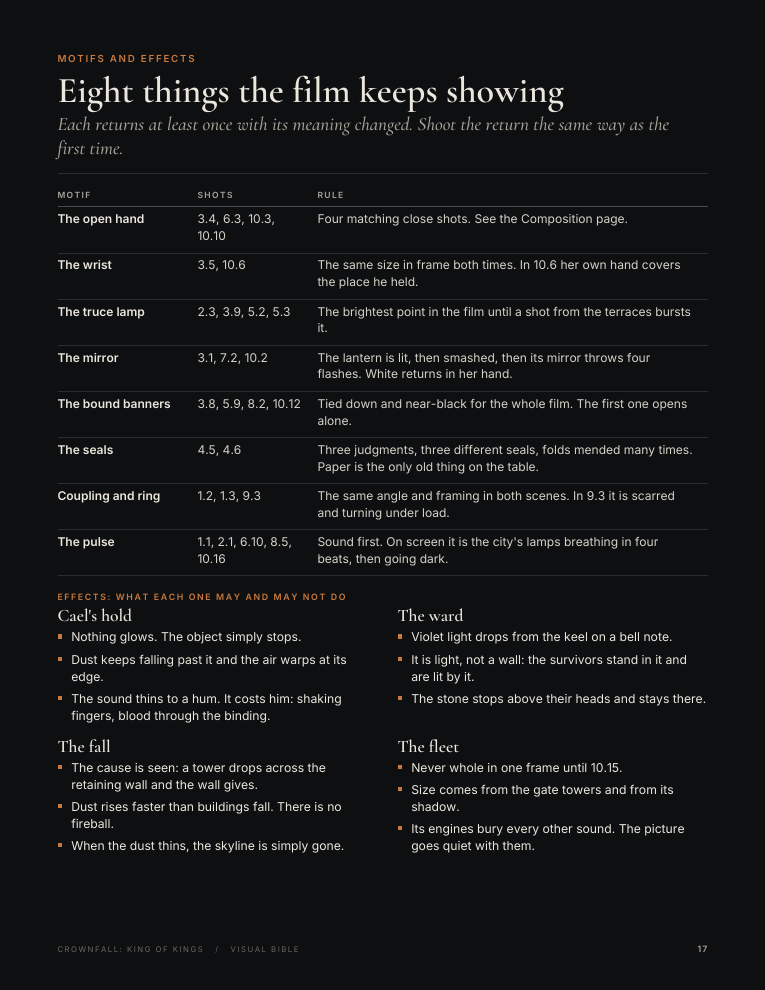 MOTIFS AND EFFECTS
Eight things the film keeps showing
Each returns at least once with its meaning changed. Shoot the return the same way as the
first time.
MOTIF SHOTS RULE
The open hand 3.4, 6.3, 10.3, Four matching close shots. See the Composition page.
10.10
The wrist 3.5, 10.6 The same size in frame both times. In 10.6 her own hand covers
the place he held.
The truce lamp 2.3, 3.9, 5.2, 5.3 The brightest point in the film until a shot from the terraces bursts
it.
The mirror 3.1, 7.2, 10.2 The lantern is lit, then smashed, then its mirror throws four
flashes. White returns in her hand.
The bound banners 3.8, 5.9, 8.2, 10.12 Tied down and near-black for the whole film. The first one opens
alone.
The seals 4.5, 4.6 Three judgments, three different seals, folds mended many times.
Paper is the only old thing on the table.
Coupling and ring 1.2, 1.3, 9.3 The same angle and framing in both scenes. In 9.3 it is scarred
and turning under load.
The pulse 1.1, 2.1, 6.10, 8.5, Sound first. On screen it is the city's lamps breathing in four
10.16 beats, then going dark.
EFFECTS: WHAT EACH ONE MAY AND MAY NOT DO
Cael's hold
Nothing glows. The object simply stops.
Dust keeps falling past it and the air warps at its
edge.
The sound thins to a hum. It costs him: shaking
fingers, blood through the binding.
The ward
Violet light drops from the keel on a bell note.
It is light, not a wall: the survivors stand in it and
are lit by it.
The stone stops above their heads and stays there.
The fall
The cause is seen: a tower drops across the
retaining wall and the wall gives.
Dust rises faster than buildings fall. There is no
fireball.
When the dust thins, the skyline is simply gone.
The fleet
Never whole in one frame until 10.15.
Size comes from the gate towers and from its
shadow.
Its engines bury every other sound. The picture
goes quiet with them.
CROWNFALL: KING OF KINGS / VISUAL BIBLE 17